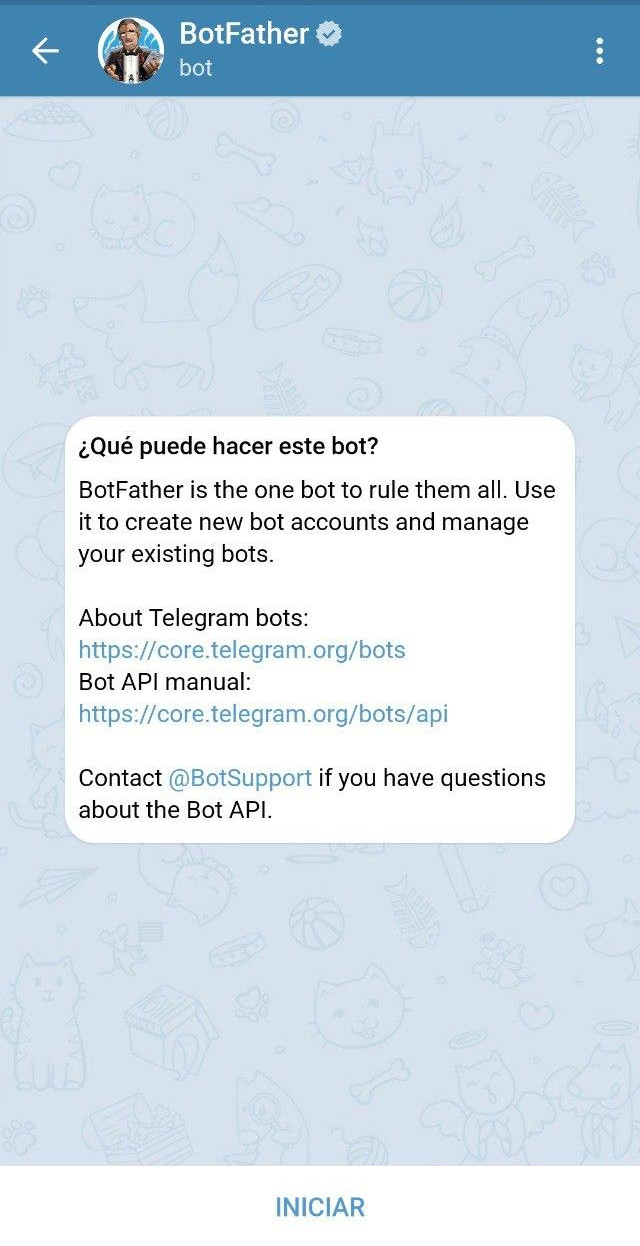 BotFather
bot
¿Qué puede hacer este bot?
BotFather is the one bot to rule them all. Use
it to create new bot accounts and manage
your existing bots.
About Telegram bots:
https://core.telegram.org/bots
Bot API manual:
https://core.telegram.org/bots/api
Contact @BotSupport if you have questions
about the Bot API.
INICIAR